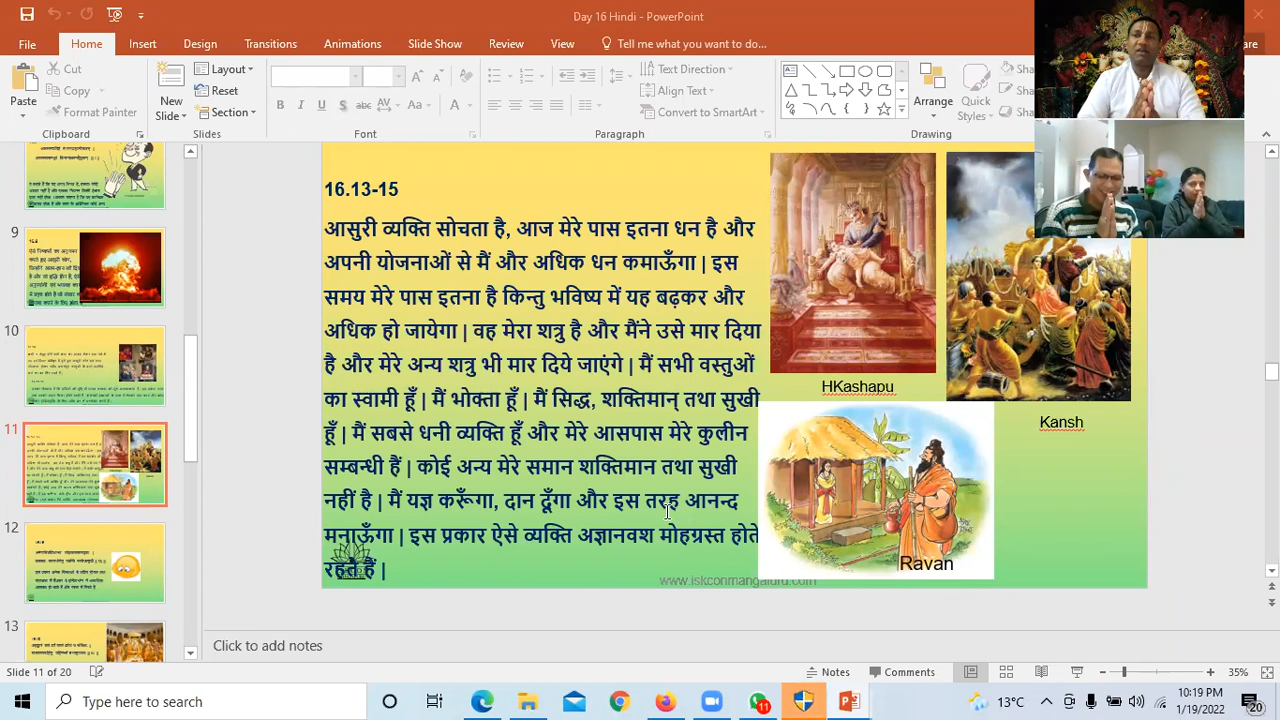 Day 16 Hindi - PowerPoint
File Home Insert Design Transitions Animations Slide Show Review View Tell me what you want to do...
Paste
Cut
Copy
Format Painter
Clipboard
New Slide
Layout
Reset
Section
Slides
Font
Text Direction
Align Text
Convert to SmartArt
Paragraph
Arrange
Quick Styles
Drawing
9
10
11
12
13
16.13-15
आसुरी व्यक्ति सोचता है, आज मेरे पास इतना धन है और
अपनी योजनाओं से मैं और अधिक धन कमाऊँगा | इस
समय मेरे पास इतना है किन्तु भविष्य में यह बढ़कर और
अधिक हो जायेगा | वह मेरा शत्रु है और मैंने उसे मार दिया
है और मेरे अन्य शत्रु भी मार दिये जाएंगे | मैं सभी वस्तुओं
का स्वामी हूँ | मैं भोक्ता हूँ | मैं सिद्ध, शक्तिमान् तथा सुखी
हूँ | मैं सबसे धनी व्यक्ति हूँ और मेरे आसपास मेरे कुलीन
सम्बन्धी हैं | कोई अन्य मेरे समान शक्तिमान तथा सुखी
नहीं है | मैं यज्ञ करूँगा, दान दूँगा और इस तरह आनन्द
मनाऊँगा | इस प्रकार ऐसे व्यक्ति अज्ञानवश मोहग्रस्त होते
रहते हैं |
HKashapu
Kansh
Ravan
www.iskconmangaluru.com
Click to add notes
Slide 11 of 20
Notes
Comments
35%
Type here to search
11
13°C
10:19 PM
1/19/2022
20